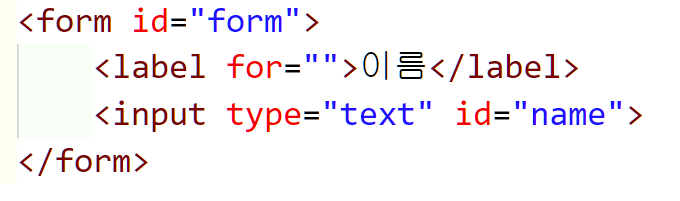 <form id="form">
<label for="">이름</label>
<input type="text" id="name">
</form>